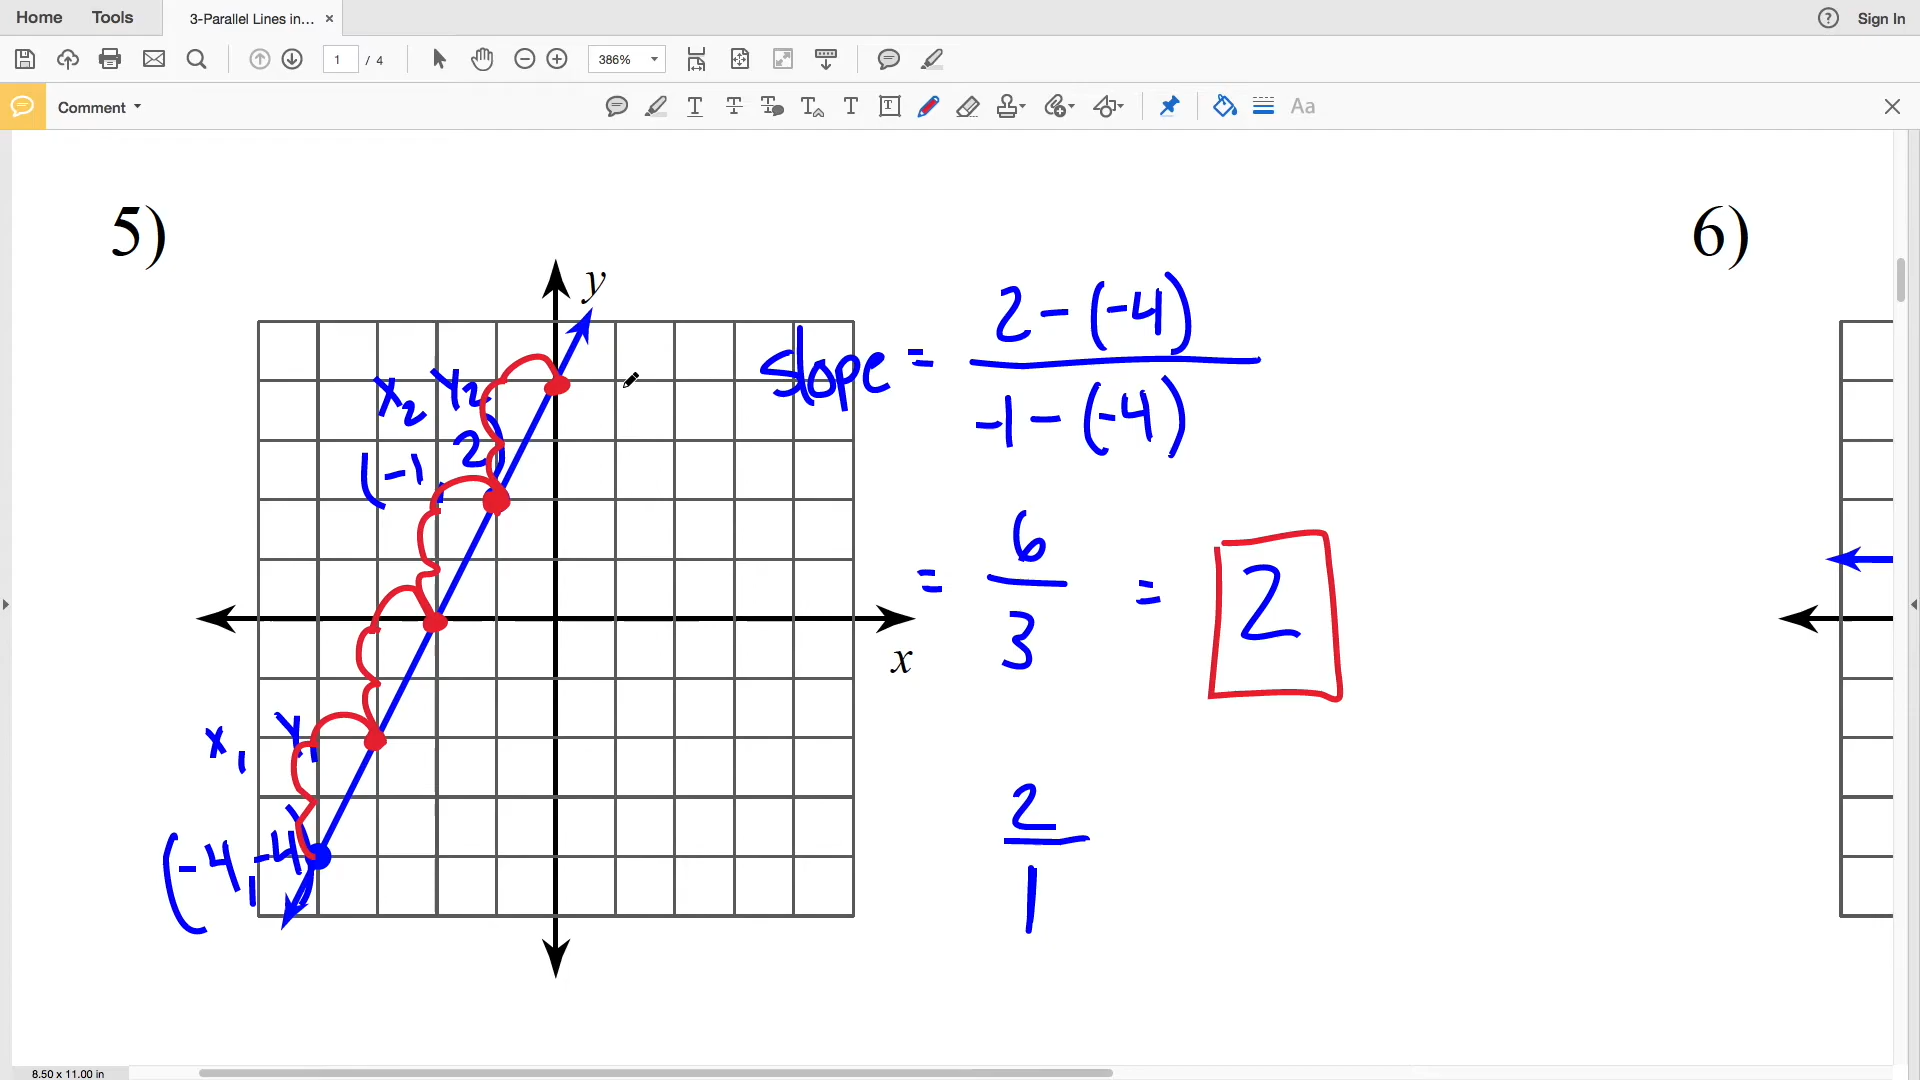 Home Tools 3-Parallel Lines in... × ? Sign In
1 / 4 386%
Comment T T T T T T Aa
5)
6)
y
slope = 2 - (-4)
-1 - (-4)
x₂ y₂
(-1, 2)
= 6 = 2
3
x
x₁ y₁
(-4, -4)
2
1
8.50 x 11.00 in